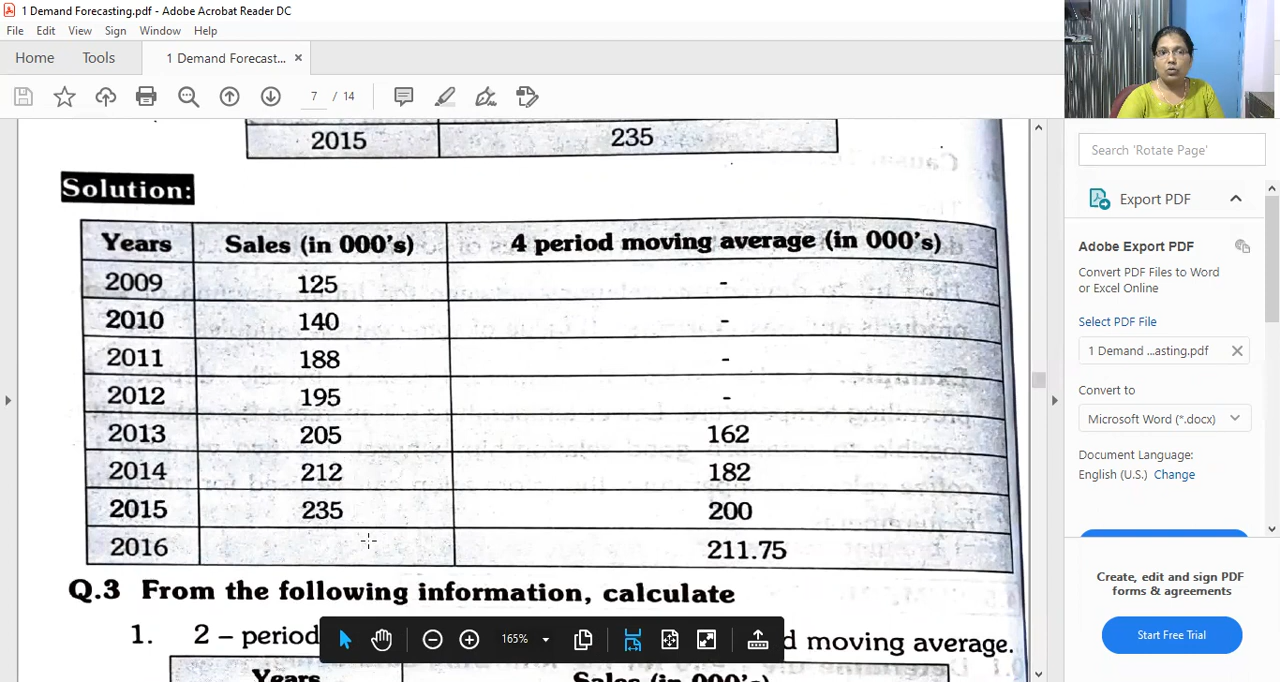 1 Demand Forecasting.pdf - Adobe Acrobat Reader DC
File Edit View Sign Window Help
Home Tools 1 Demand Forecast... ×
7 / 14
Search 'Rotate Page'
2015 235
Solution:
Export PDF
Years Sales (in 000's) 4 period moving average (in 000's)
2009 125 -
2010 140 -
2011 188 -
2012 195 -
2013 205 162
2014 212 182
2015 235 200
2016 211.75
Adobe Export PDF
Convert PDF Files to Word
or Excel Online
Select PDF File
1 Demand ...asting.pdf
Convert to
Microsoft Word (*.docx)
Document Language:
English (U.S.) Change
Q.3 From the following information, calculate
1. 2 – period
165%
d moving average.
Years Sales (in 000's)
Create, edit and sign PDF
forms & agreements
Start Free Trial